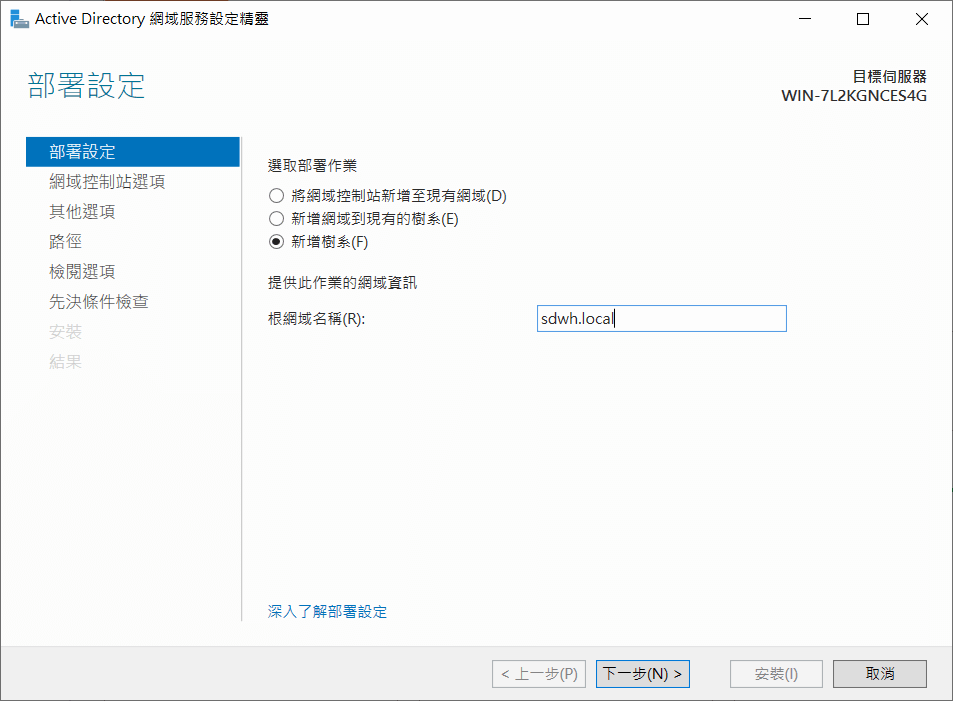 Active Directory 網域服務設定精靈
部署設定
目標伺服器
WIN-7L2KGNCES4G
部署設定
網域控制站選項
其他選項
路徑
檢閱選項
先決條件檢查
安裝
結果
選取部署作業
將網域控制站新增至現有網域(D)
新增網域到現有的樹系(E)
新增樹系(F)
提供此作業的網域資訊
根網域名稱(R): sdwh.local
深入了解部署設定
< 上一步(P) 下一步(N) > 安裝(I) 取消